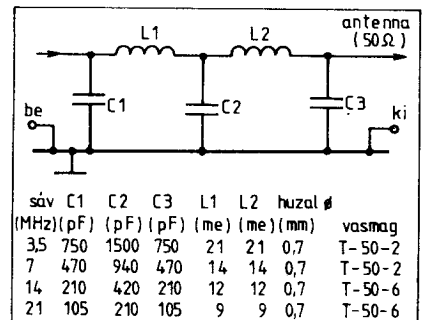 antenna
L1 L2 (50Ω)
C1 C2 C3
be ki
sáv C1 C2 C3 L1 L2 huzal ø
(MHz) (pF) (pF) (pF) (me) (me) (mm) vasmag
3,5 750 1500 750 21 21 0,7 T-50-2
7 470 940 470 14 14 0,7 T-50-2
14 210 420 210 12 12 0,7 T-50-6
21 105 210 105 9 9 0,7 T-50-6